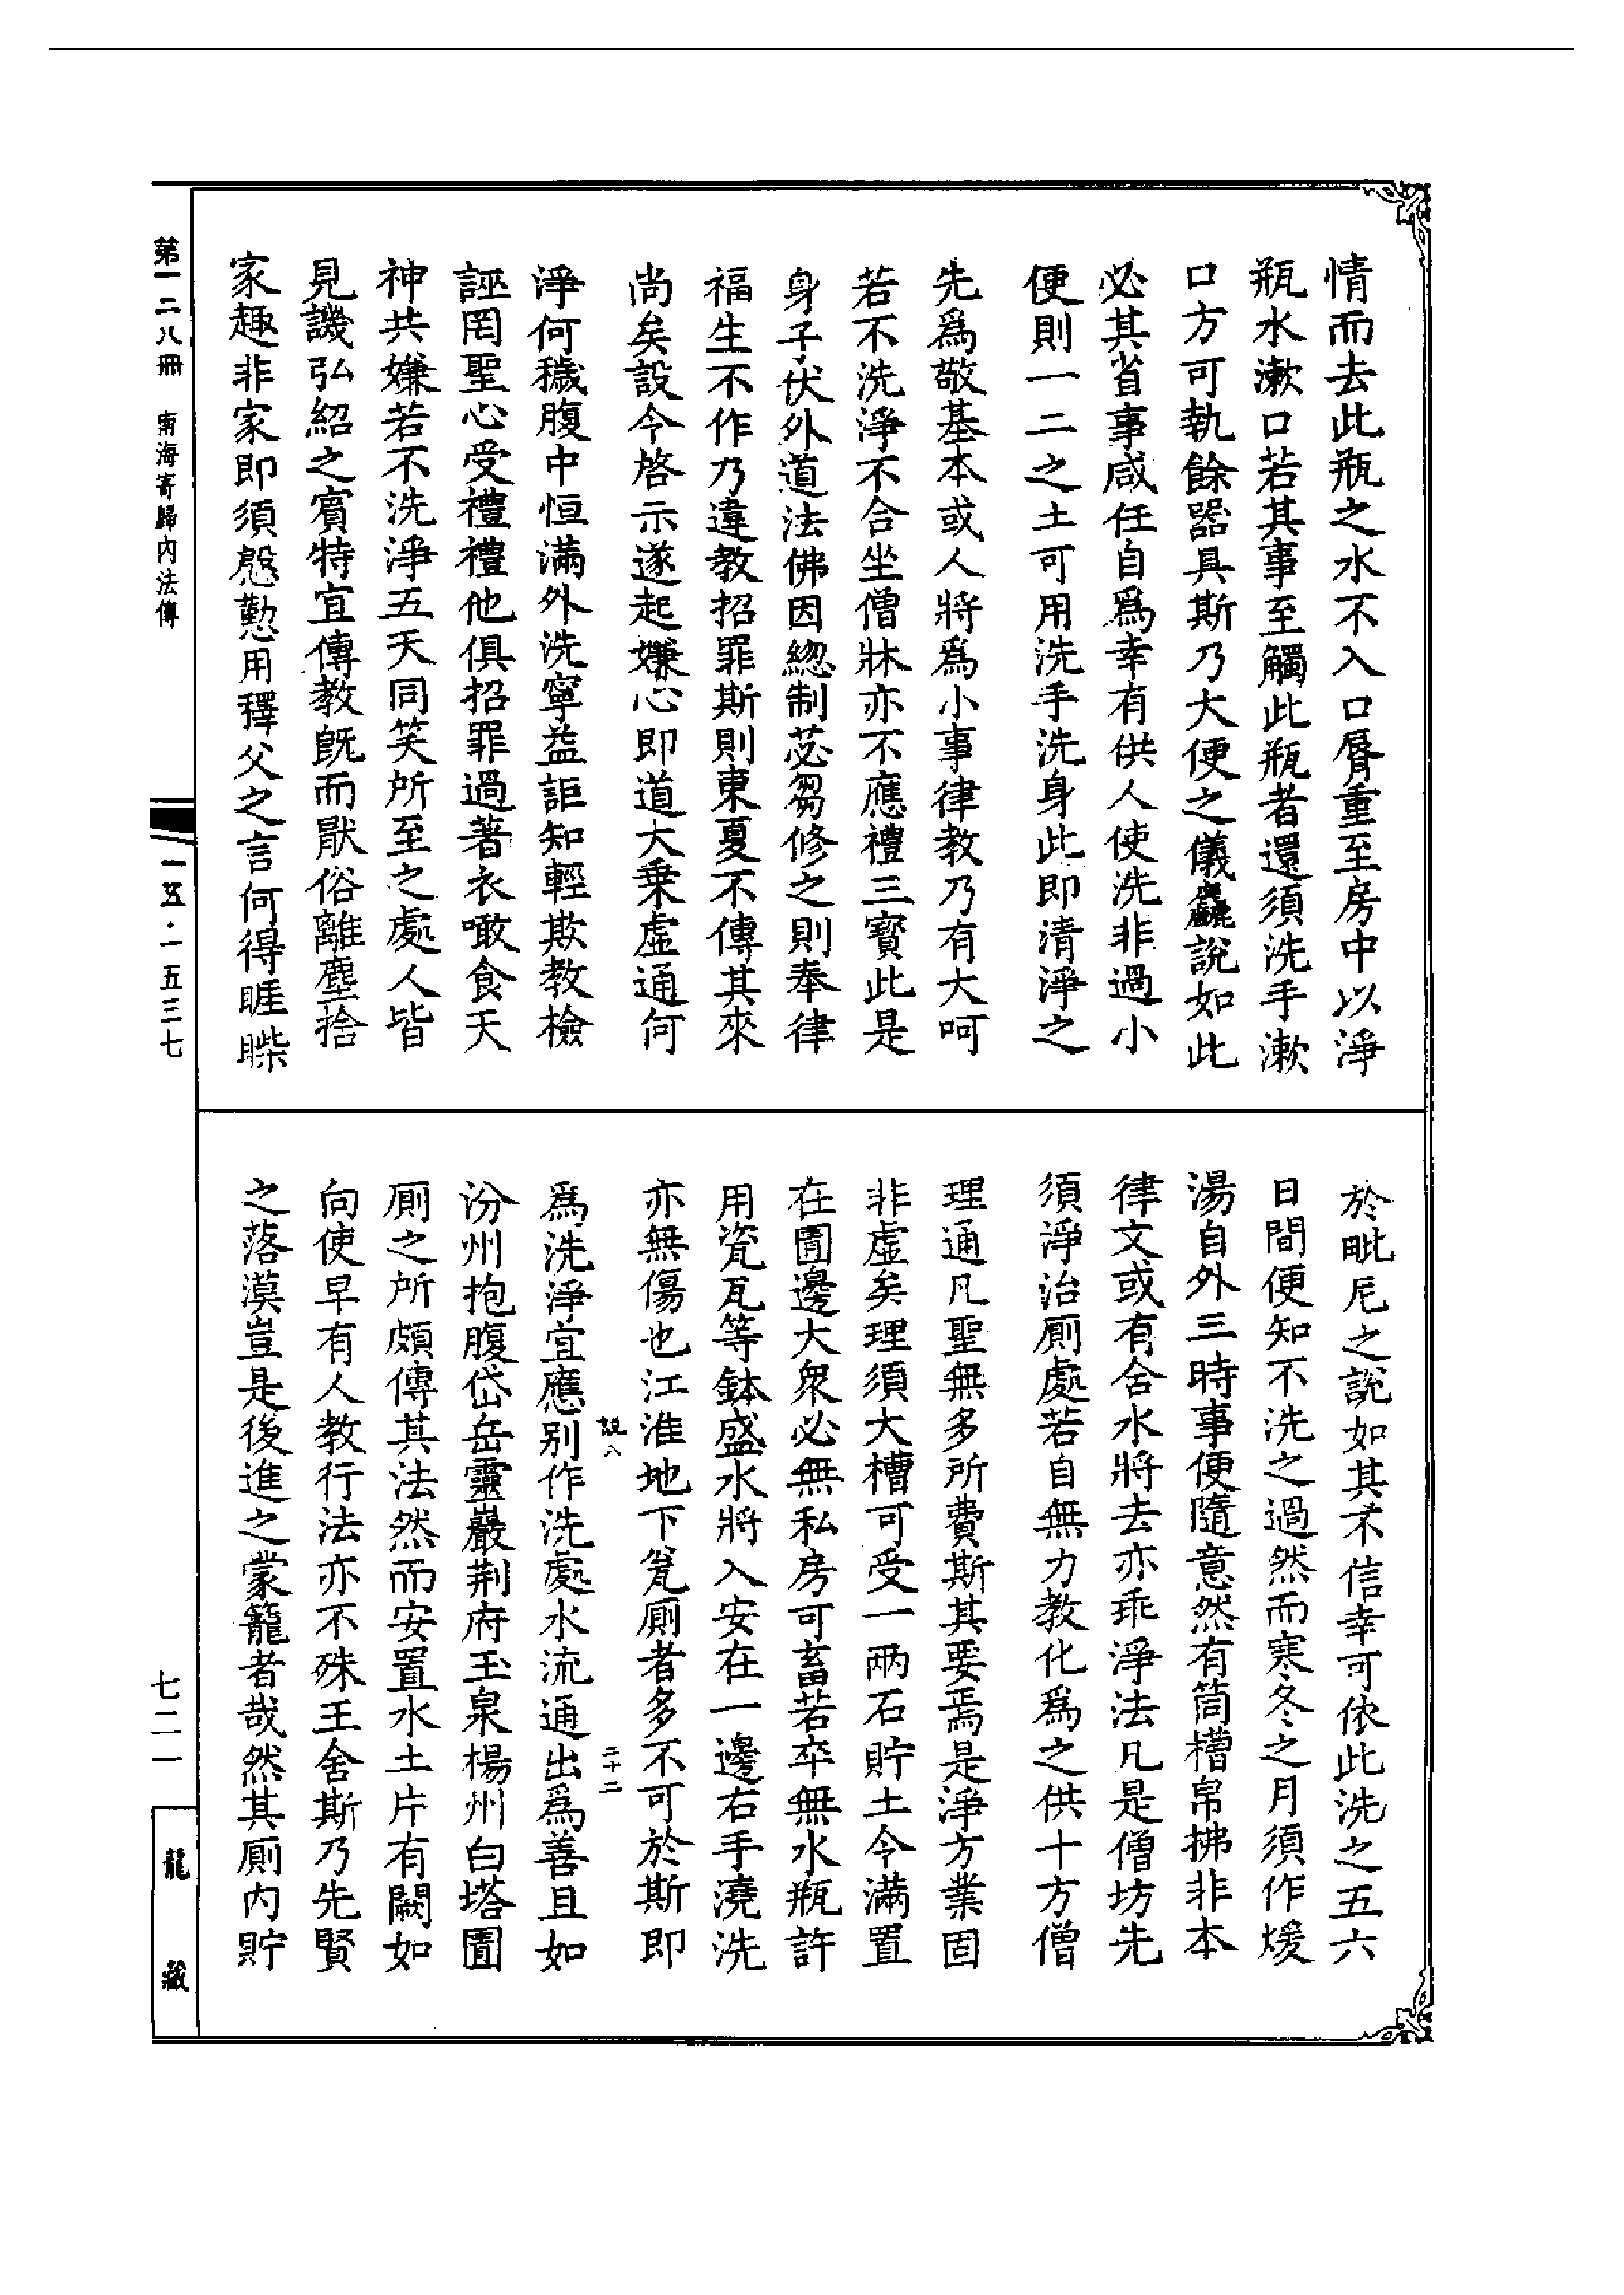 情而去此瓶之水不入口脣重至房中以淨
瓶水漱口若其事至觸此瓶者還須洗手漱
口方可執餘器具斯乃大便之儀麤說如此
必其省事咸任自爲幸有供人使洗非過小
便則一二之土可用洗手洗身此即清淨之
先爲敬基本或人將爲小事律教乃有大呵
若不洗淨不合坐僧牀亦不應禮三寳此是
身子伏外道法佛因緫制苾芻修之則奉律
福生不作乃違教招罪斯則東夏不傳其來
尚矣設令啓示遂起嫌心即道大乗虛通何
淨何穢腹中恒滿外洗寧益詎知輕欺教檢
誣罔聖心受禮禮他俱招罪過著衣噉食天
神共嫌若不洗淨五天同笑所至之處人皆
見譏弘紹之賓特宜傳教旣而厭俗離塵捨
家趣非家即須慇懃用釋父之言何得睚眦
於毗尼之說如其不信幸可依此洗之五六
日間便知不洗之過然而寒冬之月須作煖
湯自外三時事便隨意然有筒槽帛拂非本
律文或有含水將去亦乖淨法凡是僧坊先
須淨治厠處若自無力教化爲之供十方僧
理通凡聖無多所費斯其要焉是淨方業固
非虛矣理須大槽可受一兩石貯土令滿置
在圊邊大衆必無私房可畜若卒無水瓶許
用瓷瓦等鉢盛水將入安在一邊右手澆洗
亦無傷也江淮地下瓮厠者多不可於斯即
說八
二十二
爲洗淨宜應別作洗處水流通出爲善且如
汾州抱腹岱岳靈巖荆府玉泉楊州白塔圊
厠之所頗傳其法然而安置水土片有闕如
向使早有人教行法亦不殊王舍斯乃先賢
之落漠豈是後進之蒙籠者哉然其厠內貯
第一二八冊　南海寄歸內法傳
一五·一五三七
七二一
龍藏